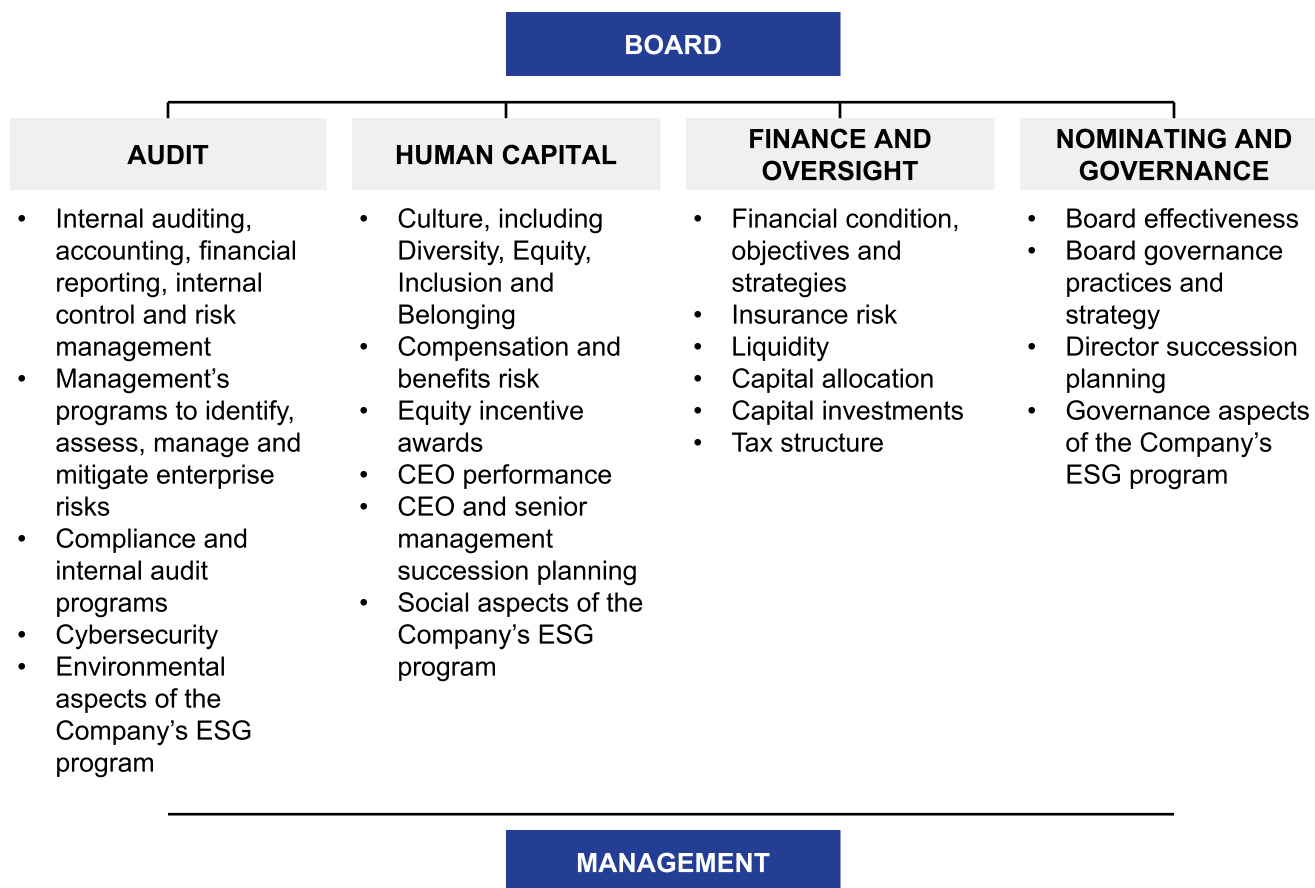 BOARD
AUDIT
• Internal auditing,
accounting, financial
reporting, internal
control and risk
management
• Management’s
programs to identify,
assess, manage and
mitigate enterprise
risks
• Compliance and
internal audit
programs
• Cybersecurity
• Environmental
aspects of the
Company’s ESG
program
HUMAN CAPITAL
• Culture, including
Diversity, Equity,
Inclusion and
Belonging
• Compensation and
benefits risk
• Equity incentive
awards
• CEO performance
• CEO and senior
management
succession planning
• Social aspects of the
Company’s ESG
program
FINANCE AND
OVERSIGHT
• Financial condition,
objectives and
strategies
• Insurance risk
• Liquidity
• Capital allocation
• Capital investments
• Tax structure
NOMINATING AND
GOVERNANCE
• Board effectiveness
• Board governance
practices and
strategy
• Director succession
planning
• Governance aspects
of the Company’s
ESG program
MANAGEMENT